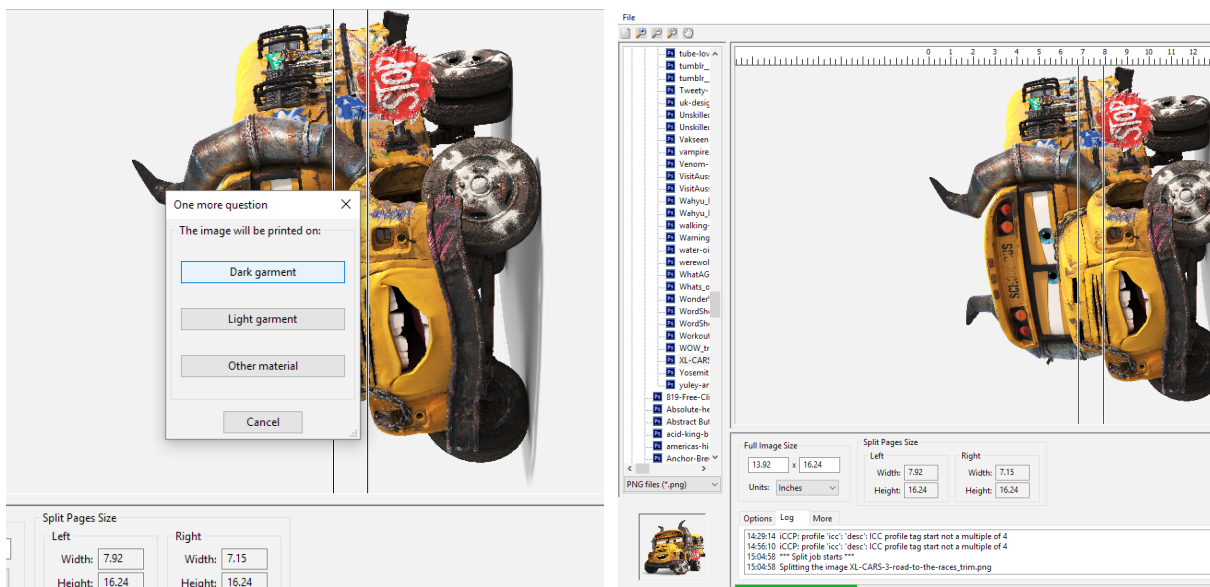 STOP
One more question
The image will be printed on:
Dark garment
Light garment
Other material
Cancel
Split Pages Size
Left
Right
Width: 7.92
Width: 7.15
Height: 16.24
Height: 16.24
File
0 1 2 3 4 5 6 7 8 9 10 11 12
tube-lov
tumblr_
tumblr_
Tweety-
uk-desig
Unskilled
Unskilled
Vakseen
vampire
Venom-
VisitAuss
VisitAuss
Wahyu_I
Wahyu_I
walking-
Warning
water-oi
werewol
WhatAG
Whats_o
Wonder
WordSh
WordSh
Workout
WOW_tr
XL-CARS
Yosemit
yuley-ar
819-Free-Cli
Absolute-he
Abstract But
acid-king-b
americas-hi
Anchor-Bre
PNG files (*.png)
STOP
Full Image Size
13.92 x 16.24
Units: Inches
Split Pages Size
Left
Right
Width: 7.92
Width: 7.15
Height: 16.24
Height: 16.24
Options Log More
14:29:14 iCCP: profile 'icc': 'desc': ICC profile tag start not a multiple of 4
14:56:10 iCCP: profile 'icc': 'desc': ICC profile tag start not a multiple of 4
15:04:58 *** Split job starts ***
15:04:58 Splitting the image XL-CARS-3-road-to-the-races_trim.png